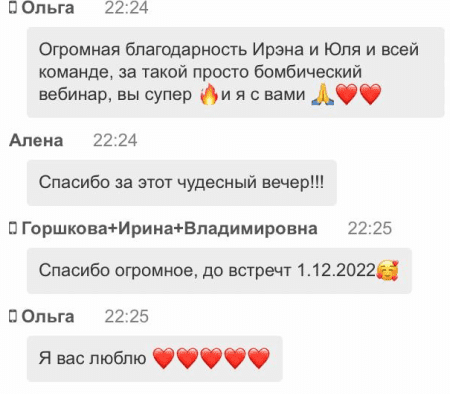 ▯ Ольга 22:24
Огромная благодарность Ирэна и Юля и всей
команде, за такой просто бомбический
вебинар, вы супер 🔥и я с вами 🙏❤️❤️
Алена 22:24
Спасибо за этот чудесный вечер!!!
▯ Горшкова+Ирина+Владимировна 22:25
Спасибо огромное, до встречт 1.12.2022🥰
▯ Ольга 22:25
Я вас люблю ❤️❤️❤️❤️❤️